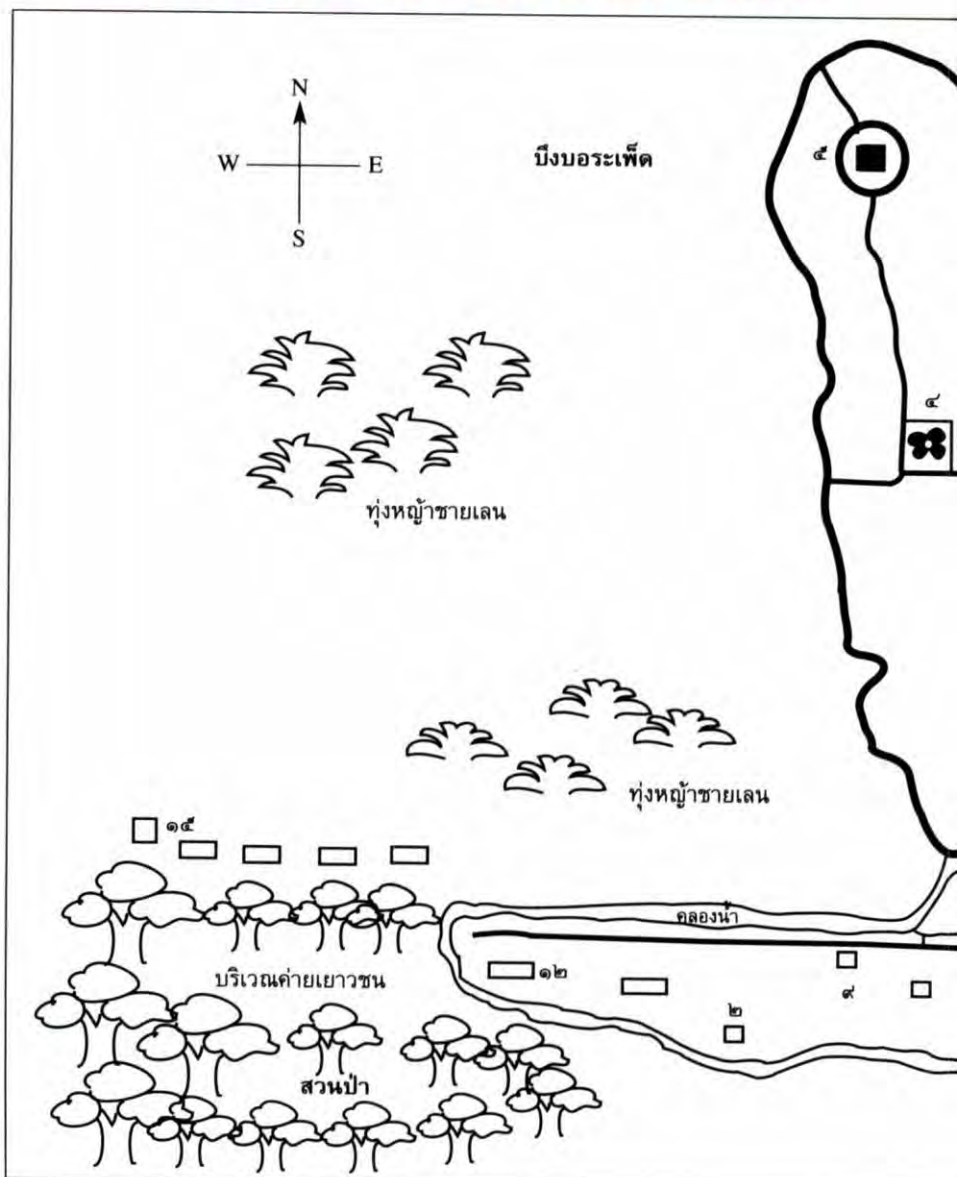 N
บึงบอระเพ็ด
W
E
S
๔
ทุ่งหญ้าชายเลน
ทุ่งหญ้าชายเลน
๑๕
คลองน้ำ
บริเวณค่ายเยาวชน
๑๒
๙
๒
สวนป่า